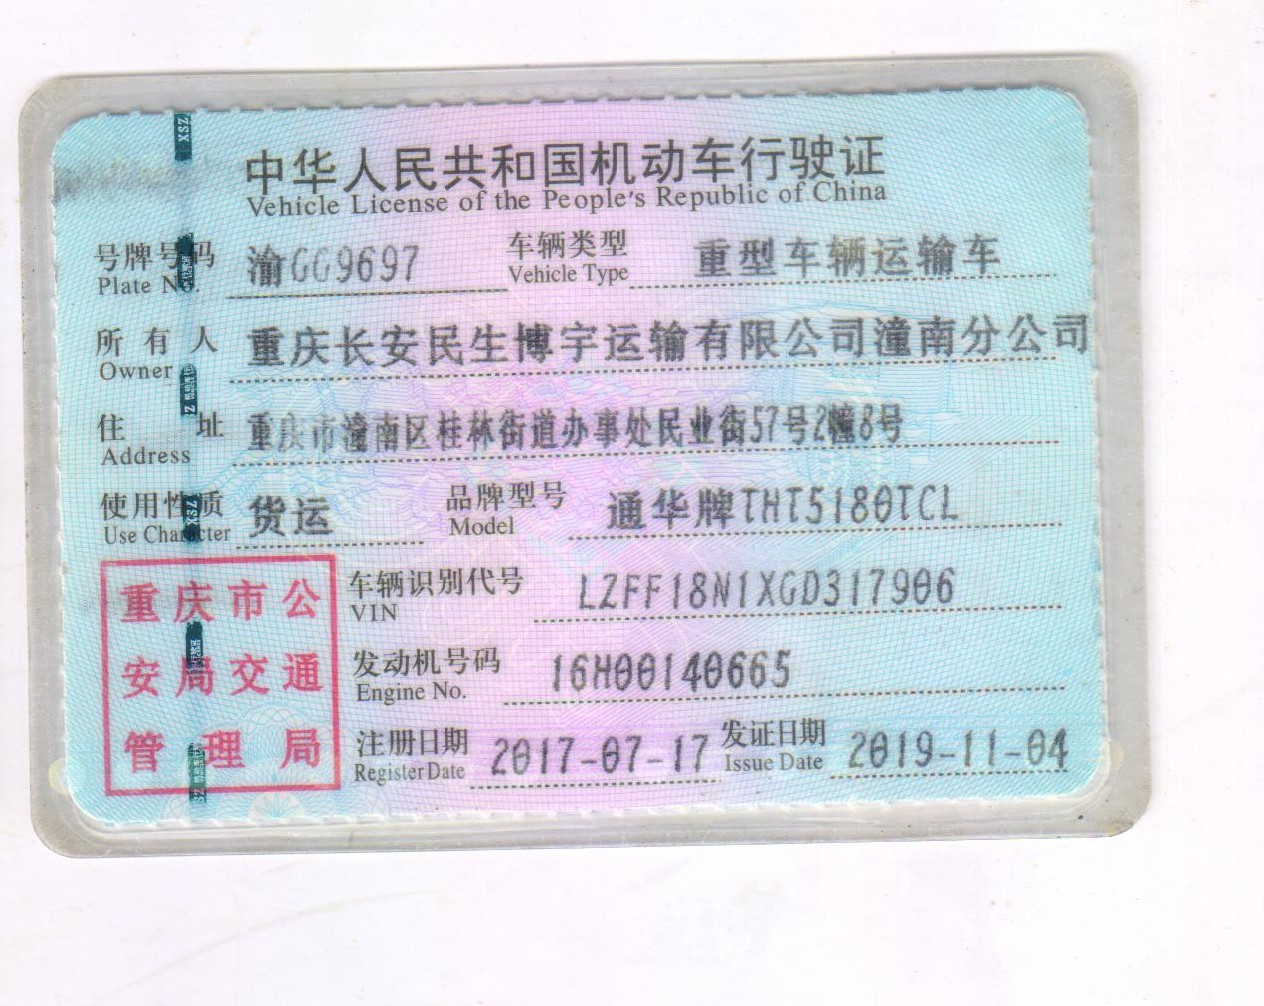 中华人民共和国机动车行驶证
Vehicle License of the People's Republic of China
号牌号码 渝GG9697 车辆类型 重型车辆运输车
Plate No. Vehicle Type
所有人 重庆长安民生博宇运输有限公司潼南分公司
Owner
住址 重庆市潼南区桂林街道办事处民业街57号2幢8号
Address
使用性质 货运 品牌型号 通华牌THT5180TCL
Use Character Model
重庆市公
安局交通
管理局
车辆识别代号 LZFF18N1XGD317906
VIN
发动机号码 16H00140665
Engine No.
注册日期 2017-07-17 发证日期 2019-11-04
Register Date Issue Date
XSZ